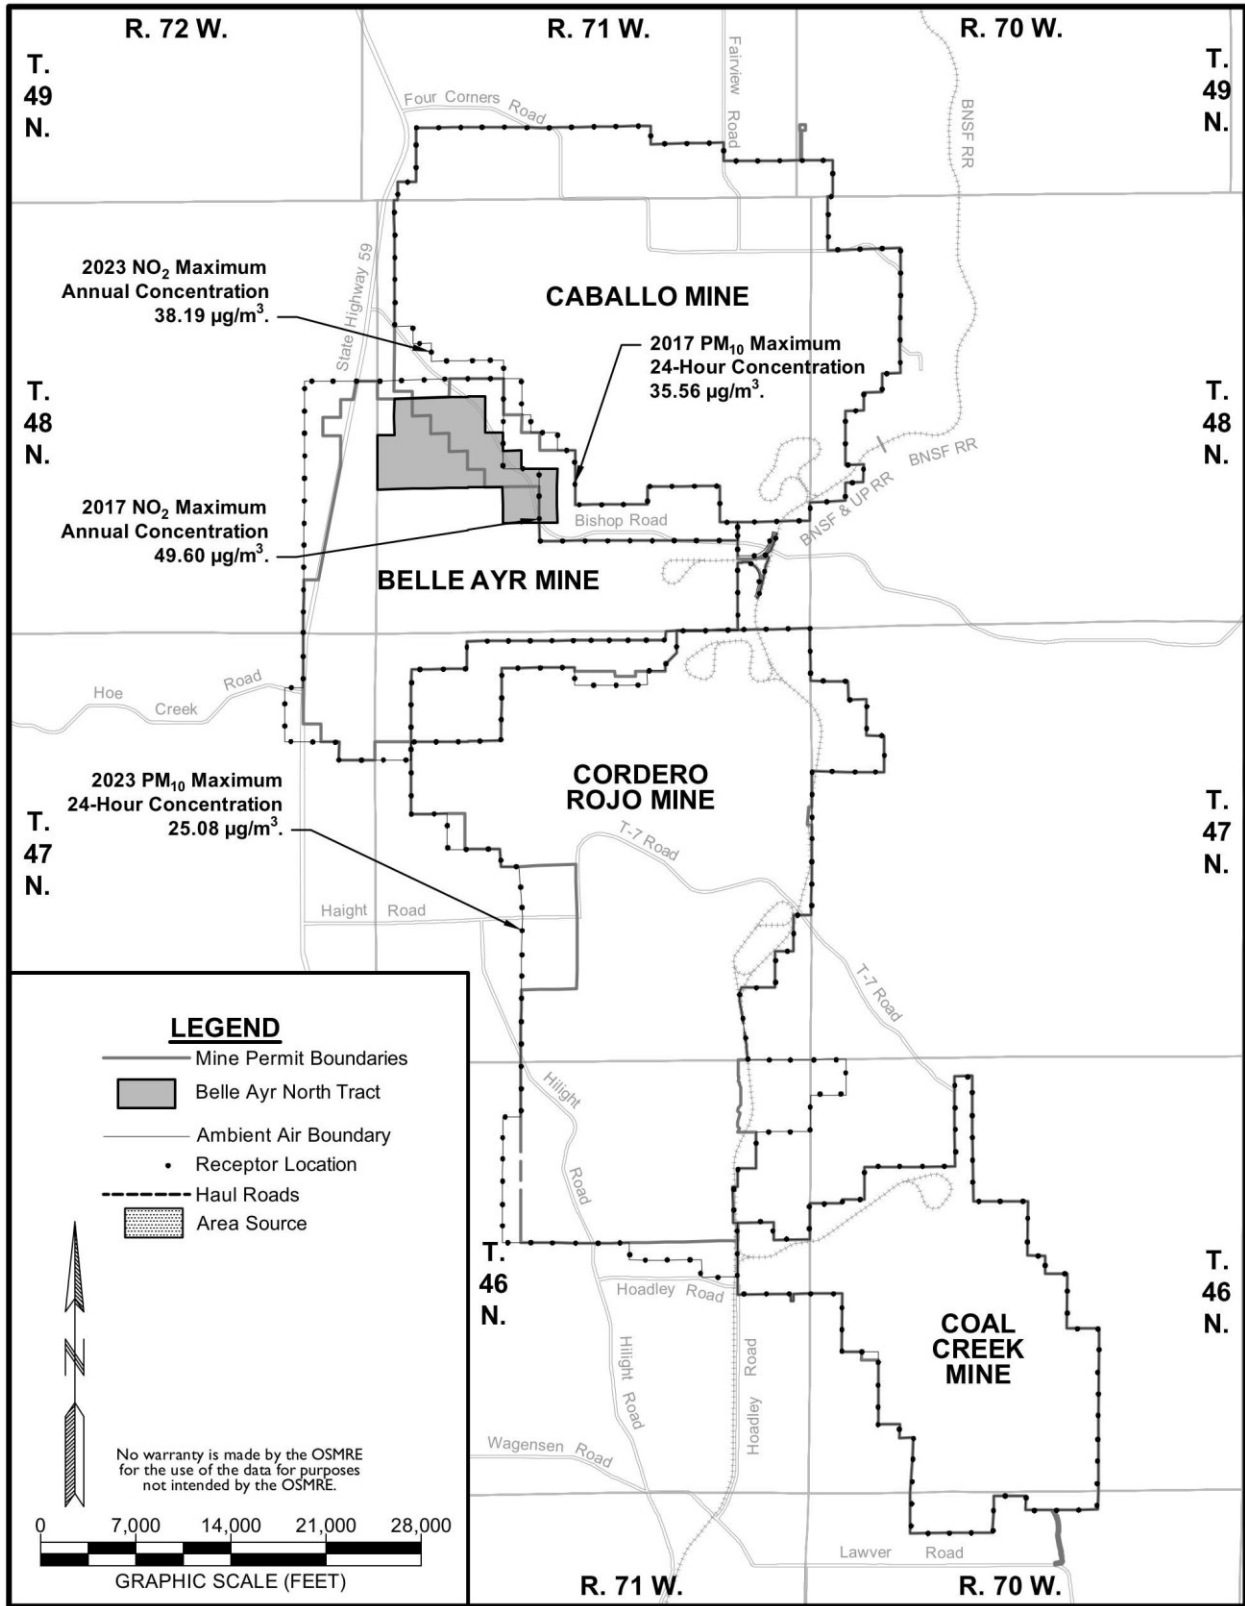 R. 72 W.
R. 71 W.
R. 70 W.
T.
49
N.
T.
49
N.
Four Corners Road
Fairview Road
BNSF RR
State Highway 59
2023 NO₂ Maximum
Annual Concentration
38.19 µg/m³.
CABALLO MINE
2017 PM₁₀ Maximum
24-Hour Concentration
35.56 µg/m³.
T.
48
N.
T.
48
N.
BNSF RR
BNSF & UP RR
2017 NO₂ Maximum
Annual Concentration
49.60 µg/m³.
Bishop Road
BELLE AYR MINE
Hoe Creek Road
2023 PM₁₀ Maximum
24-Hour Concentration
25.08 µg/m³.
CORDERO
ROJO MINE
T.
47
N.
T.
47
N.
T-7 Road
Haight Road
T-7 Road
LEGEND
Mine Permit Boundaries
Belle Ayr North Tract
Ambient Air Boundary
Receptor Location
Haul Roads
Area Source
N
No warranty is made by the OSMRE
for the use of the data for purposes
not intended by the OSMRE.
0 7,000 14,000 21,000 28,000
GRAPHIC SCALE (FEET)
Hilight Road
T.
46
N.
T.
46
N.
Hoadley Road
Hilight Road
Hoadley Road
COAL
CREEK
MINE
Wagensen Road
Lawver Road
R. 71 W.
R. 70 W.